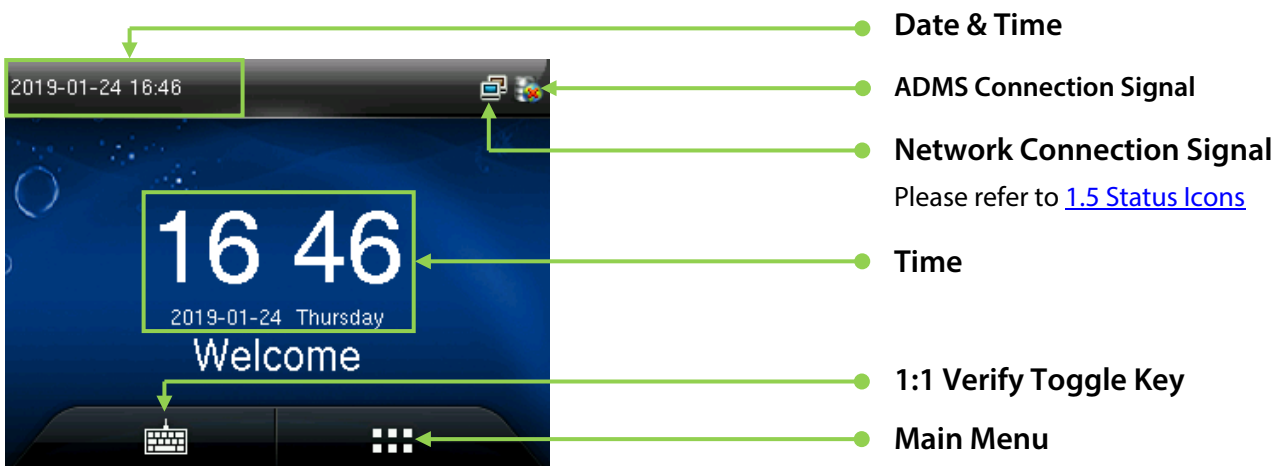 Date & Time
2019-01-24 16:46
ADMS Connection Signal
Network Connection Signal
Please refer to 1.5 Status Icons
16 46
2019-01-24 Thursday
Time
Welcome
1:1 Verify Toggle Key
Main Menu